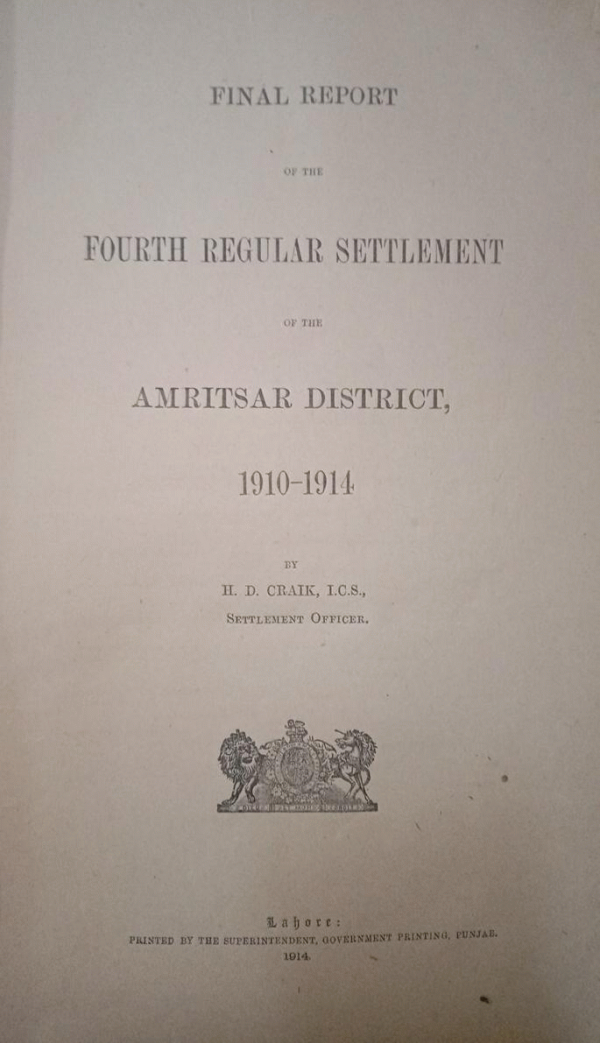 FINAL REPORT
OF THE
FOURTH REGULAR SETTLEMENT
OF THE
AMRITSAR DISTRICT,
1910-1914
BY
H. D. CRAIK, I.C.S.,
SETTLEMENT OFFICER.
Lahore:
PRINTED BY THE SUPERINTENDENT, GOVERNMENT PRINTING, PUNJAB.
1914.